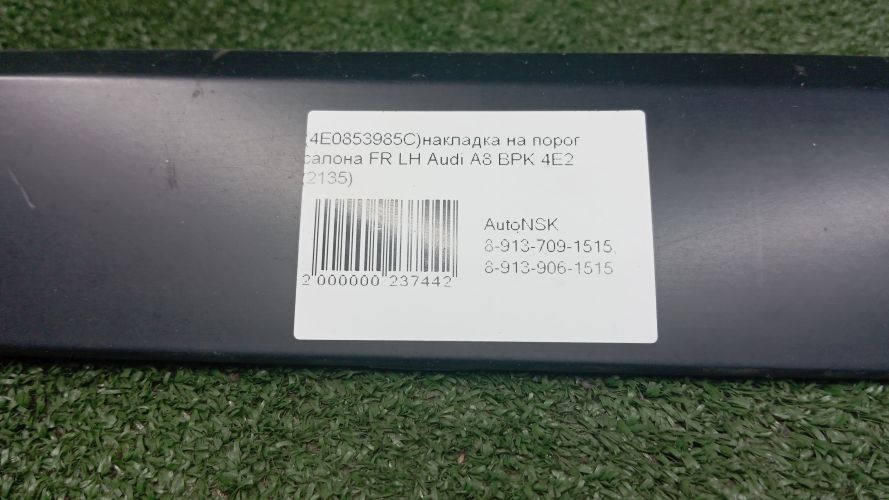 (4E0853985C)накладка на порог
салона FR LH Audi A8 BPK 4E2
(2135)
AutoNSK
8-913-709-1515
8-913-906-1515
2 000000 237442